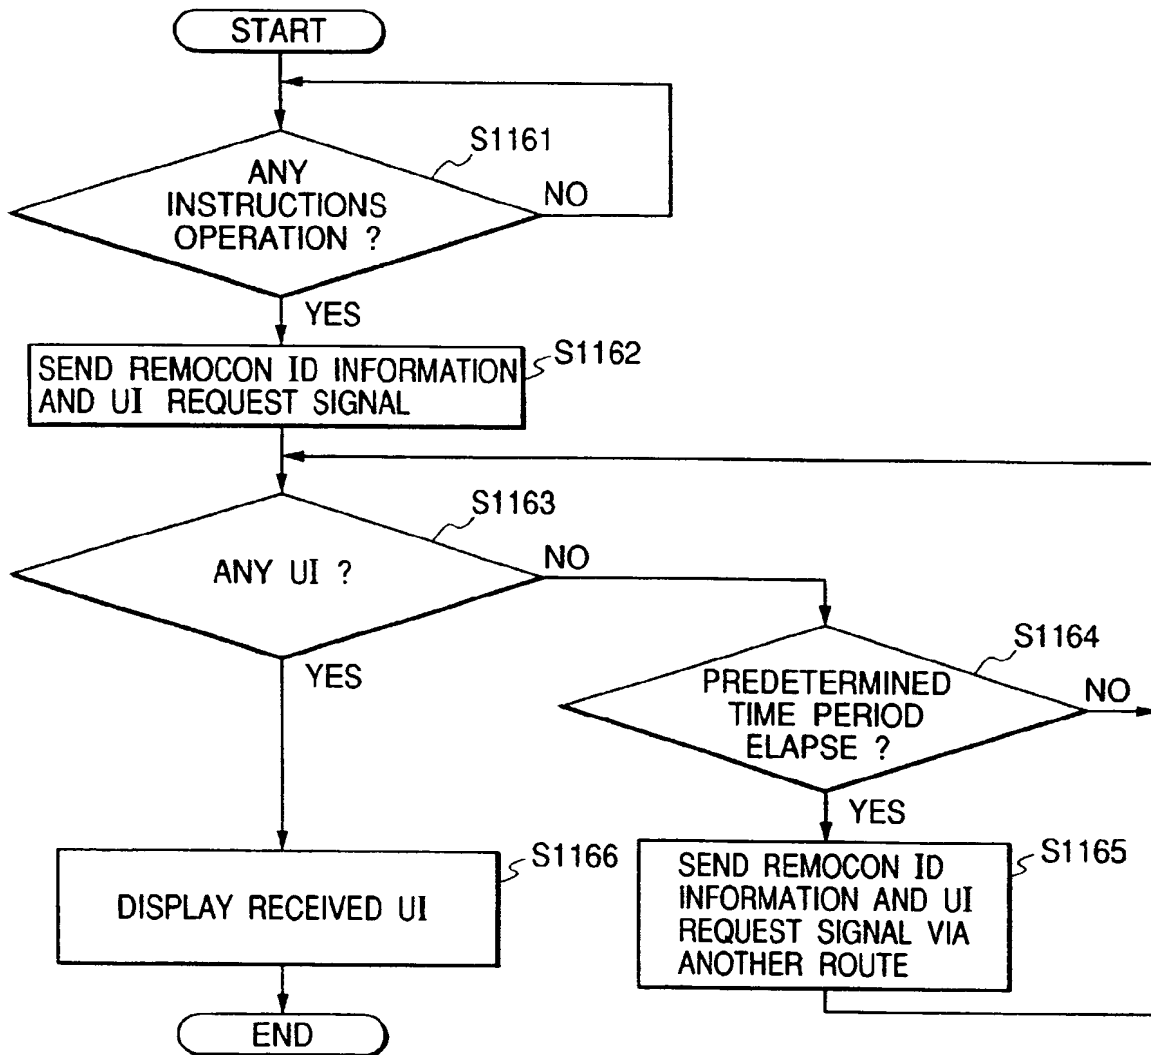 START
S1161
ANY
INSTRUCTIONS
OPERATION ?
NO
YES
S1162
SEND REMOCON ID INFORMATION
AND UI REQUEST SIGNAL
S1163
ANY UI ?
NO
YES
S1164
PREDETERMINED
TIME PERIOD
ELAPSE ?
NO
YES
S1165
SEND REMOCON ID
INFORMATION AND UI
REQUEST SIGNAL VIA
ANOTHER ROUTE
S1166
DISPLAY RECEIVED UI
END